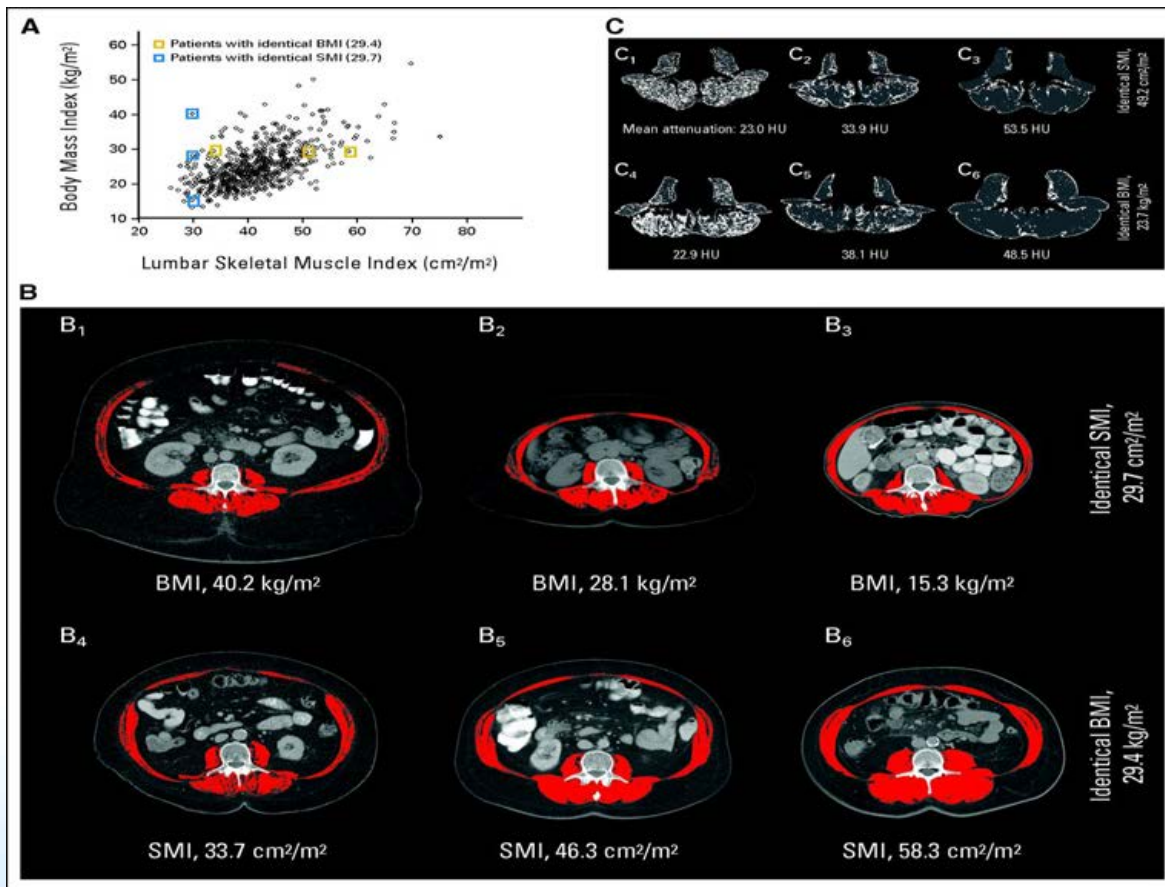 A
Patients with identical BMI (29.4)
Patients with identical SMI (29.7)
Body Mass Index (kg/m²)
60
50
40
30
20
10
20
30
40
50
60
70
80
Lumbar Skeletal Muscle Index (cm²/m²)
C
C₁
C₂
C₃
Identical SMI,
49.2 cm²/m²
Mean attenuation: 23.0 HU
33.9 HU
53.5 HU
C₄
C₅
C₆
Identical BMI,
23.7 kg/m²
22.9 HU
38.1 HU
48.5 HU
B
B₁
B₂
B₃
Identical SMI,
29.7 cm²/m²
BMI, 40.2 kg/m²
BMI, 28.1 kg/m²
BMI, 15.3 kg/m²
B₄
B₅
B₆
Identical BMI,
29.4 kg/m²
SMI, 33.7 cm²/m²
SMI, 46.3 cm²/m²
SMI, 58.3 cm²/m²